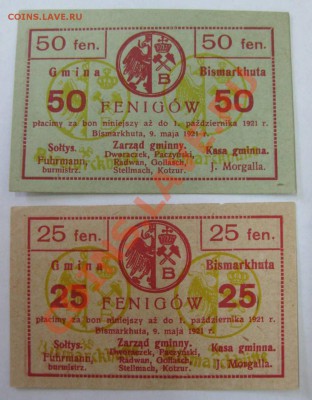 COINS.LAVE.RU
50 fen. 50 fen.
Gmina Bismarkhuta
B
50 FENIGÓW 50
płacimy za bon niniejszy aż do 1. października 1921 r.
Bismarkhuta, 9. maja 1921 r.
Sołtys. Zarząd gminny. Kasa gminna.
Fuhrmann, Dworaczek, Parzyński, J. Morgalla.
burmistrz. Radwan, Gollasch,
Stellmach, Kotzur.
25 fen. 25 fen.
Gmina Bismarkhuta
B
25 FENIGÓW 25
płacimy za bon niniejszy aż do 1. października 1921 r.
Bismarkhuta, 9. maja 1921 r.
Sołtys. Zarząd gminny. Kasa gminna.
Fuhrmann, Dworaczek, Parzyński, J. Morgalla.
burmistrz. Radwan, Gollasch,
Stellmach, Kotzur.